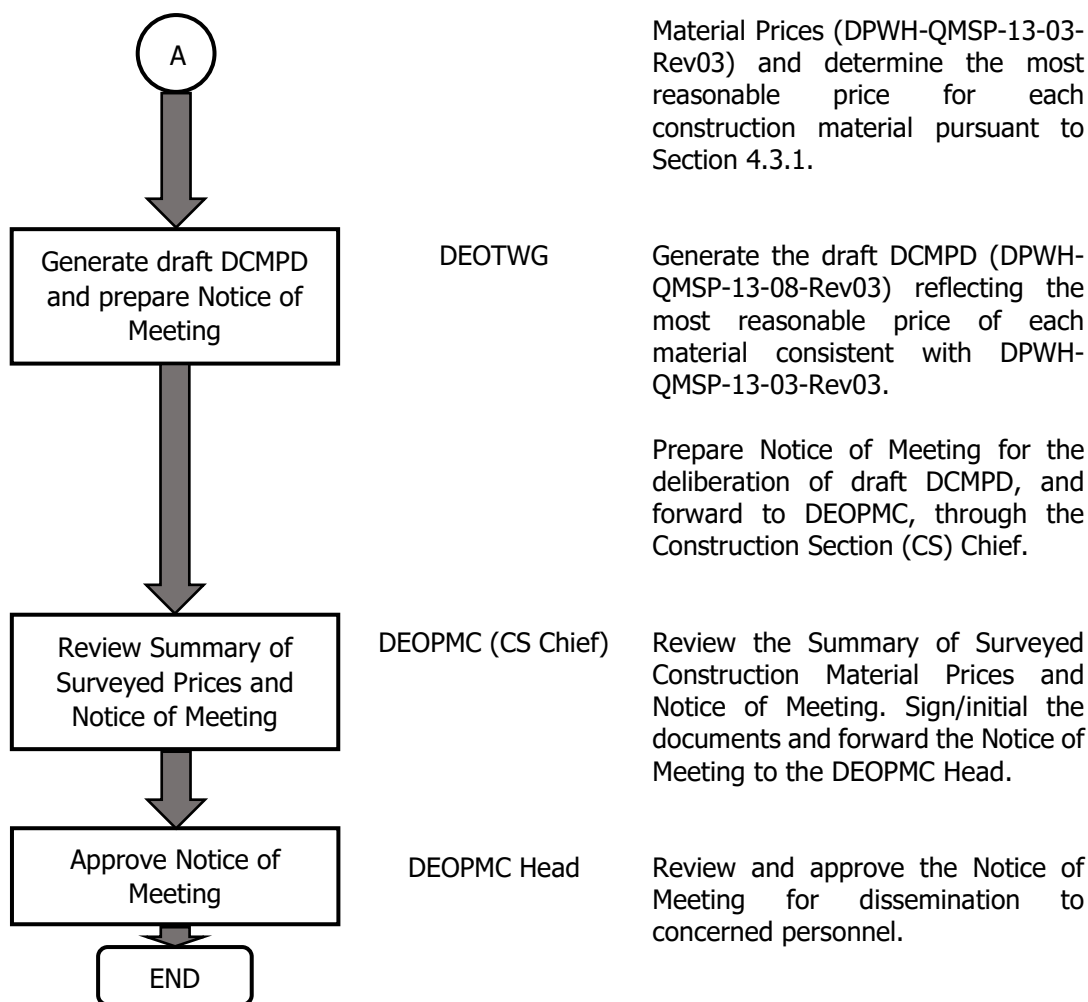 A
Material Prices (DPWH-QMSP-13-03-
Rev03) and determine the most
reasonable price for each
construction material pursuant to
Section 4.3.1.
Generate draft DCMPD
and prepare Notice of
Meeting
DEOTWG
Generate the draft DCMPD (DPWH-
QMSP-13-08-Rev03) reflecting the
most reasonable price of each
material consistent with DPWH-
QMSP-13-03-Rev03.
Prepare Notice of Meeting for the
deliberation of draft DCMPD, and
forward to DEOPMC, through the
Construction Section (CS) Chief.
Review Summary of
Surveyed Prices and
Notice of Meeting
DEOPMC (CS Chief)
Review the Summary of Surveyed
Construction Material Prices and
Notice of Meeting. Sign/initial the
documents and forward the Notice of
Meeting to the DEOPMC Head.
Approve Notice of
Meeting
DEOPMC Head
Review and approve the Notice of
Meeting for dissemination to
concerned personnel.
END